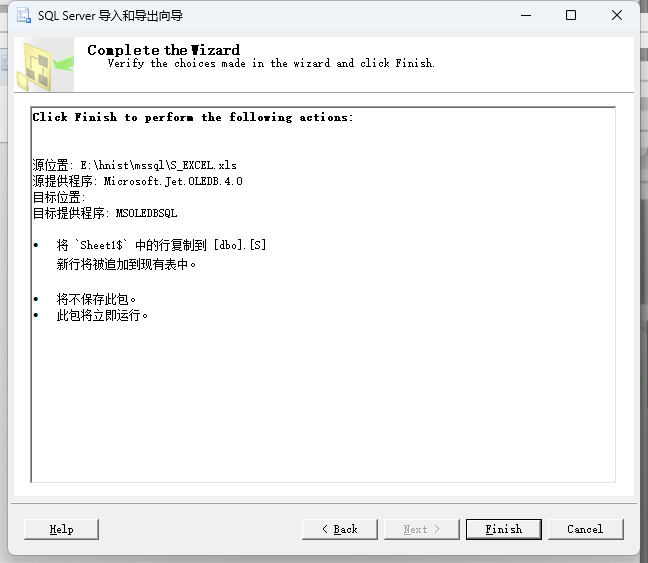 SQL Server 导入和导出向导
Complete the Wizard
Verify the choices made in the wizard and click Finish.
Click Finish to perform the following actions:
源位置: E:\hnist\mssql\S_EXCEL.xls
源提供程序: Microsoft.Jet.OLEDB.4.0
目标位置:
目标提供程序: MSOLEDBSQL
• 将 `Sheet1$` 中的行复制到 [dbo].[S]
新行将被追加到现有表中。
• 将不保存此包。
• 此包将立即运行。
Help
< Back
Next >
Finish
Cancel